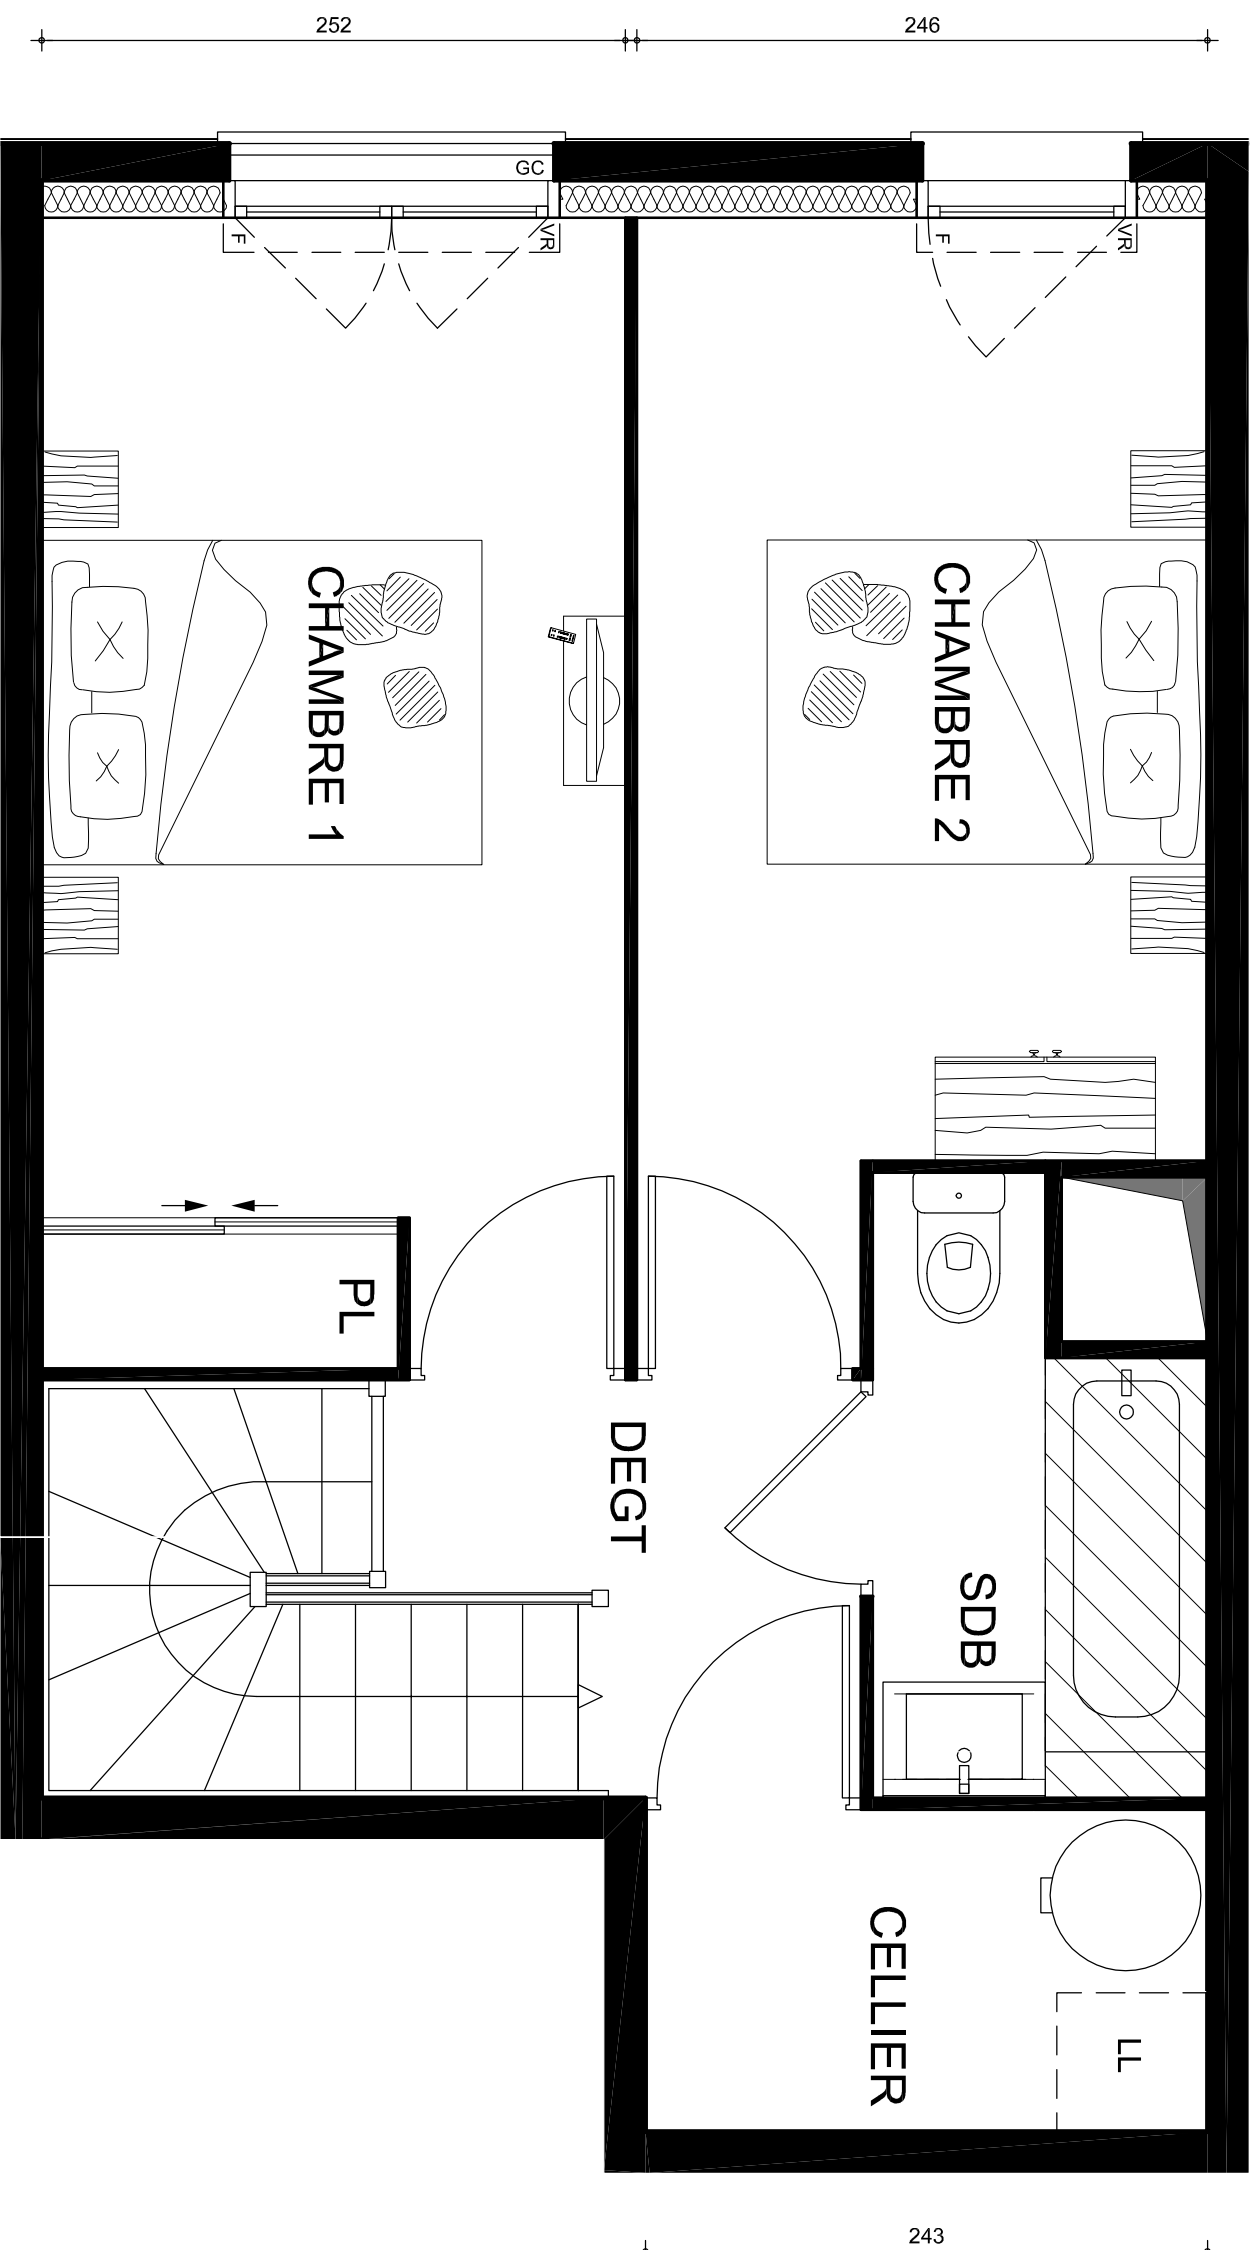 252
246
GC
F
VR
F
VR
CHAMBRE 1
CHAMBRE 2
PL
DEGT
SDB
CELLIER
LL
243